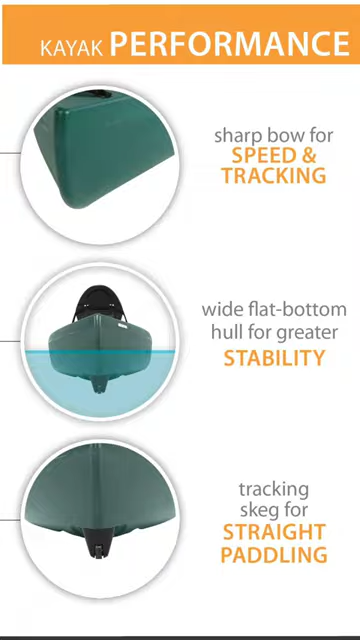 KAYAK PERFORMANCE
sharp bow for
SPEED &
TRACKING
wide flat-bottom
hull for greater
STABILITY
tracking
skeg for
STRAIGHT
PADDLING